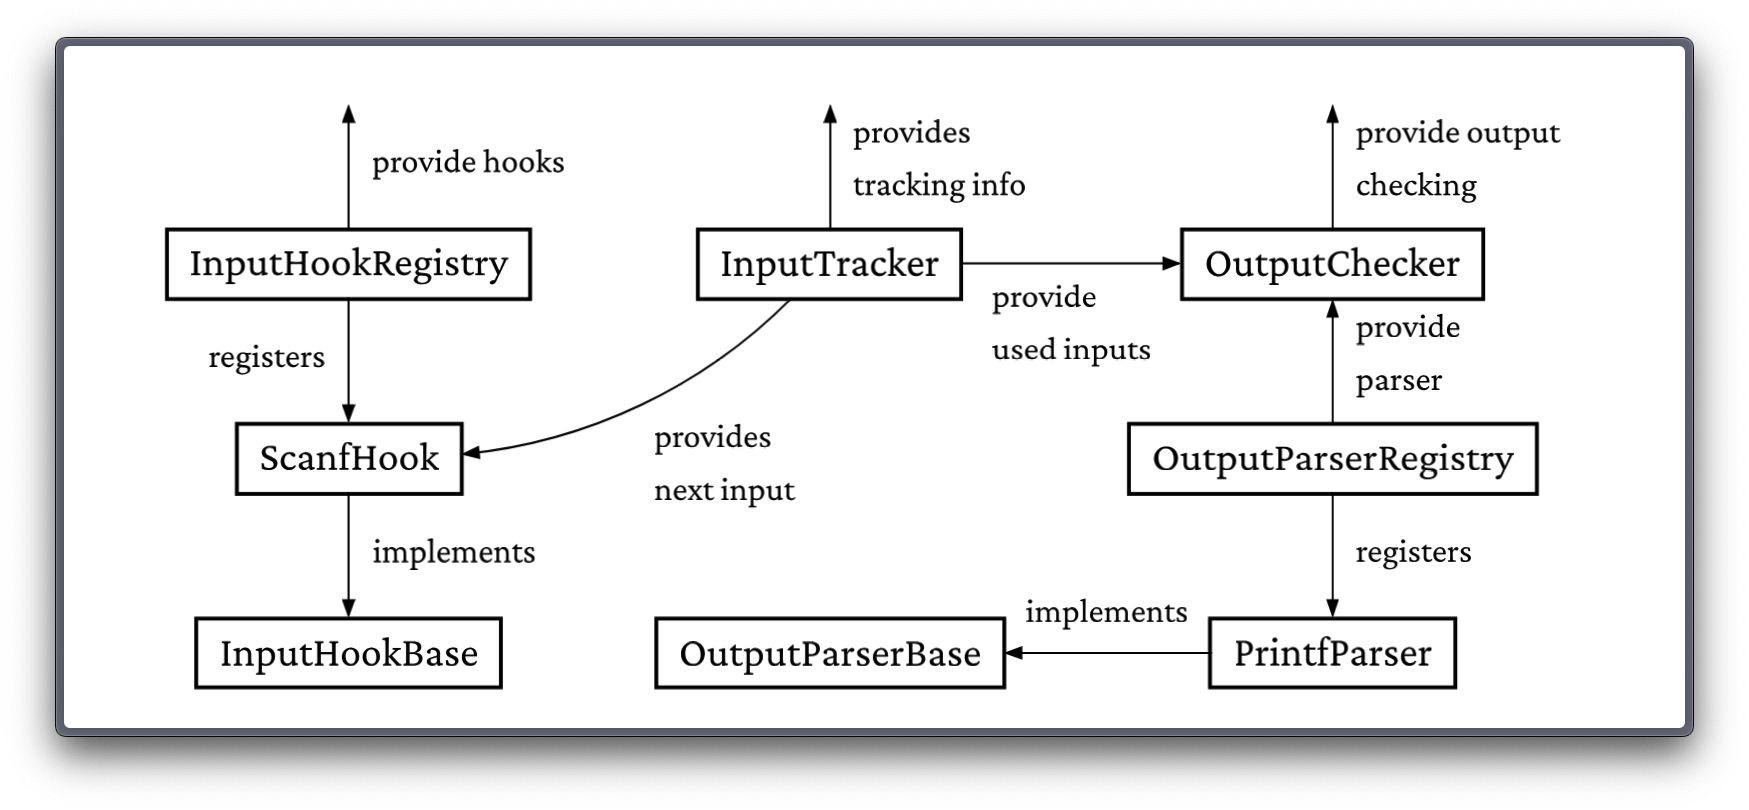 provide hooks
provides
tracking info
provide output
checking
InputHookRegistry
InputTracker
OutputChecker
provide
used inputs
registers
provide
parser
ScanfHook
provides
next input
OutputParserRegistry
implements
registers
implements
InputHookBase
OutputParserBase
PrintfParser